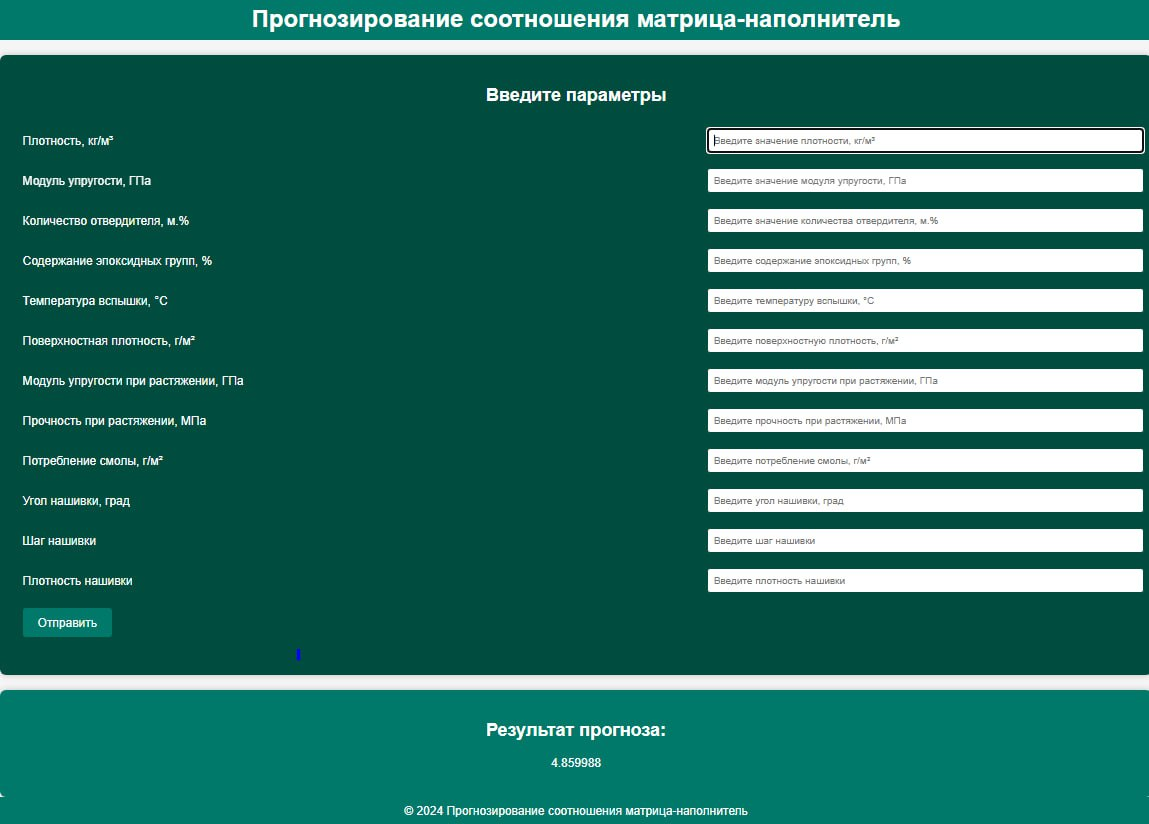 Прогнозирование соотношения матрица-наполнитель
Введите параметры
Плотность, кг/м³ Введите значение плотности, кг/м³
Модуль упругости, ГПа Введите значение модуля упругости, ГПа
Количество отвердителя, м.% Введите значение количества отвердителя, м.%
Содержание эпоксидных групп, % Введите содержание эпоксидных групп, %
Температура вспышки, °C Введите температуру вспышки, °C
Поверхностная плотность, г/м² Введите поверхностную плотность, г/м²
Модуль упругости при растяжении, ГПа Введите модуль упругости при растяжении, ГПа
Прочность при растяжении, МПа Введите прочность при растяжении, МПа
Потребление смолы, г/м² Введите потребление смолы, г/м²
Угол нашивки, град Введите угол нашивки, град
Шаг нашивки Введите шаг нашивки
Плотность нашивки Введите плотность нашивки
Отправить
Результат прогноза:
4.859988
© 2024 Прогнозирование соотношения матрица-наполнитель